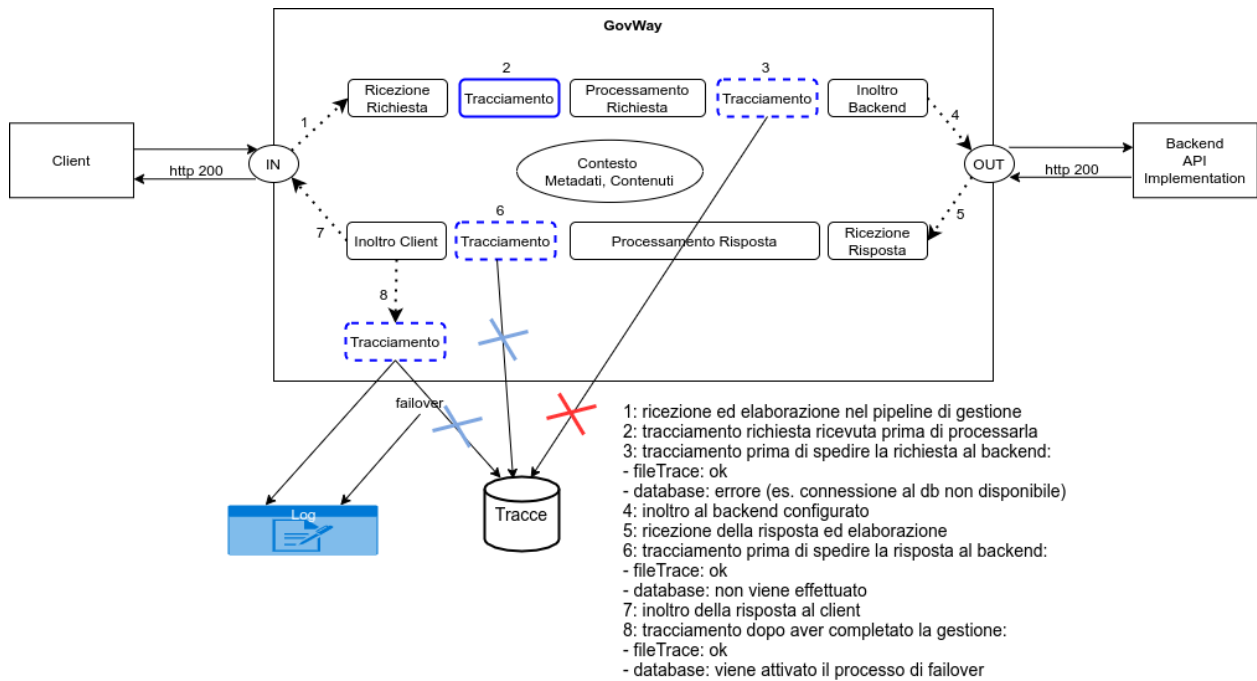 GovWay
2
3
Ricezione
Richiesta
Tracciamento
Processamento
Richiesta
Tracciamento
Inoltro
Backend
1
4
Client
http 200
IN
Contesto
Metadati, Contenuti
OUT
http 200
Backend
API
Implementation
6
7
5
Inoltro Client
Tracciamento
Processamento Risposta
Ricezione
Risposta
8
Tracciamento
failover
Log
Tracce
1: ricezione ed elaborazione nel pipeline di gestione
2: tracciamento richiesta ricevuta prima di processarla
3: tracciamento prima di spedire la richiesta al backend:
- fileTrace: ok
- database: errore (es. connessione al db non disponibile)
4: inoltro al backend configurato
5: ricezione della risposta ed elaborazione
6: tracciamento prima di spedire la risposta al backend:
- fileTrace: ok
- database: non viene effettuato
7: inoltro della risposta al client
8: tracciamento dopo aver completato la gestione:
- fileTrace: ok
- database: viene attivato il processo di failover